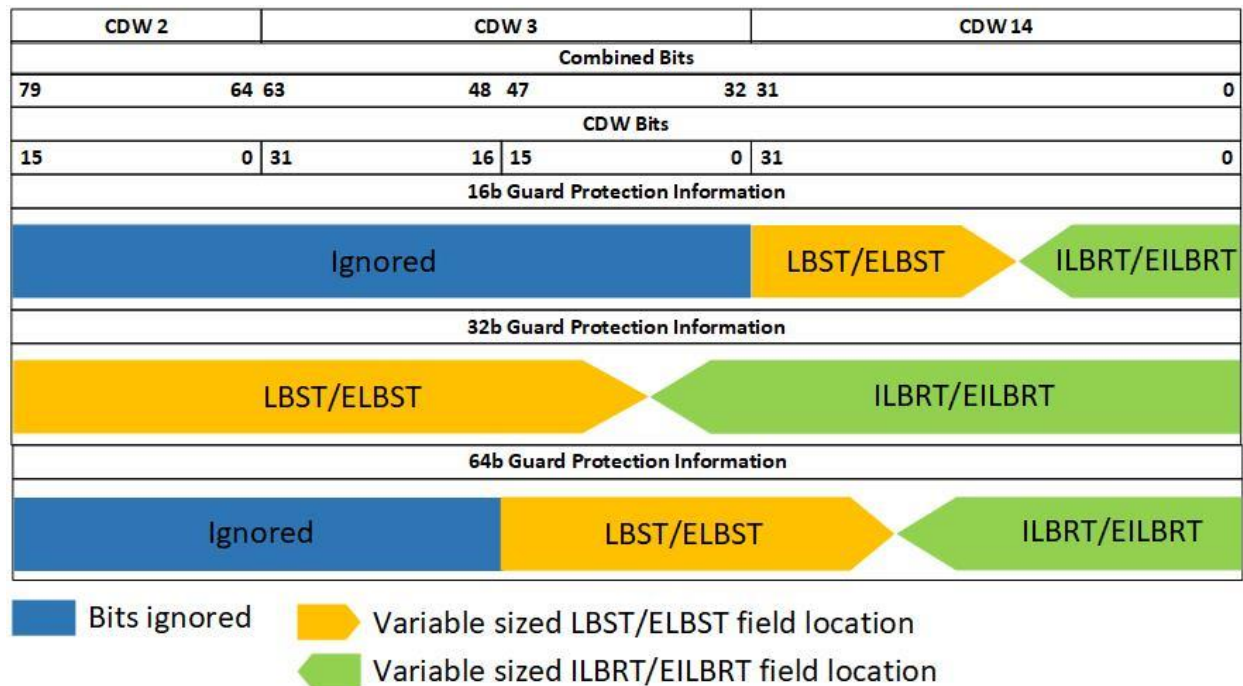 CDW 2 CDW 3 CDW 14
Combined Bits
79 64 63 48 47 32 31 0
CDW Bits
15 0 31 16 15 0 31 0
16b Guard Protection Information
Ignored LBST/ELBST ILBRT/EILBRT
32b Guard Protection Information
LBST/ELBST ILBRT/EILBRT
64b Guard Protection Information
Ignored LBST/ELBST ILBRT/EILBRT
Bits ignored Variable sized LBST/ELBST field location
Variable sized ILBRT/EILBRT field location